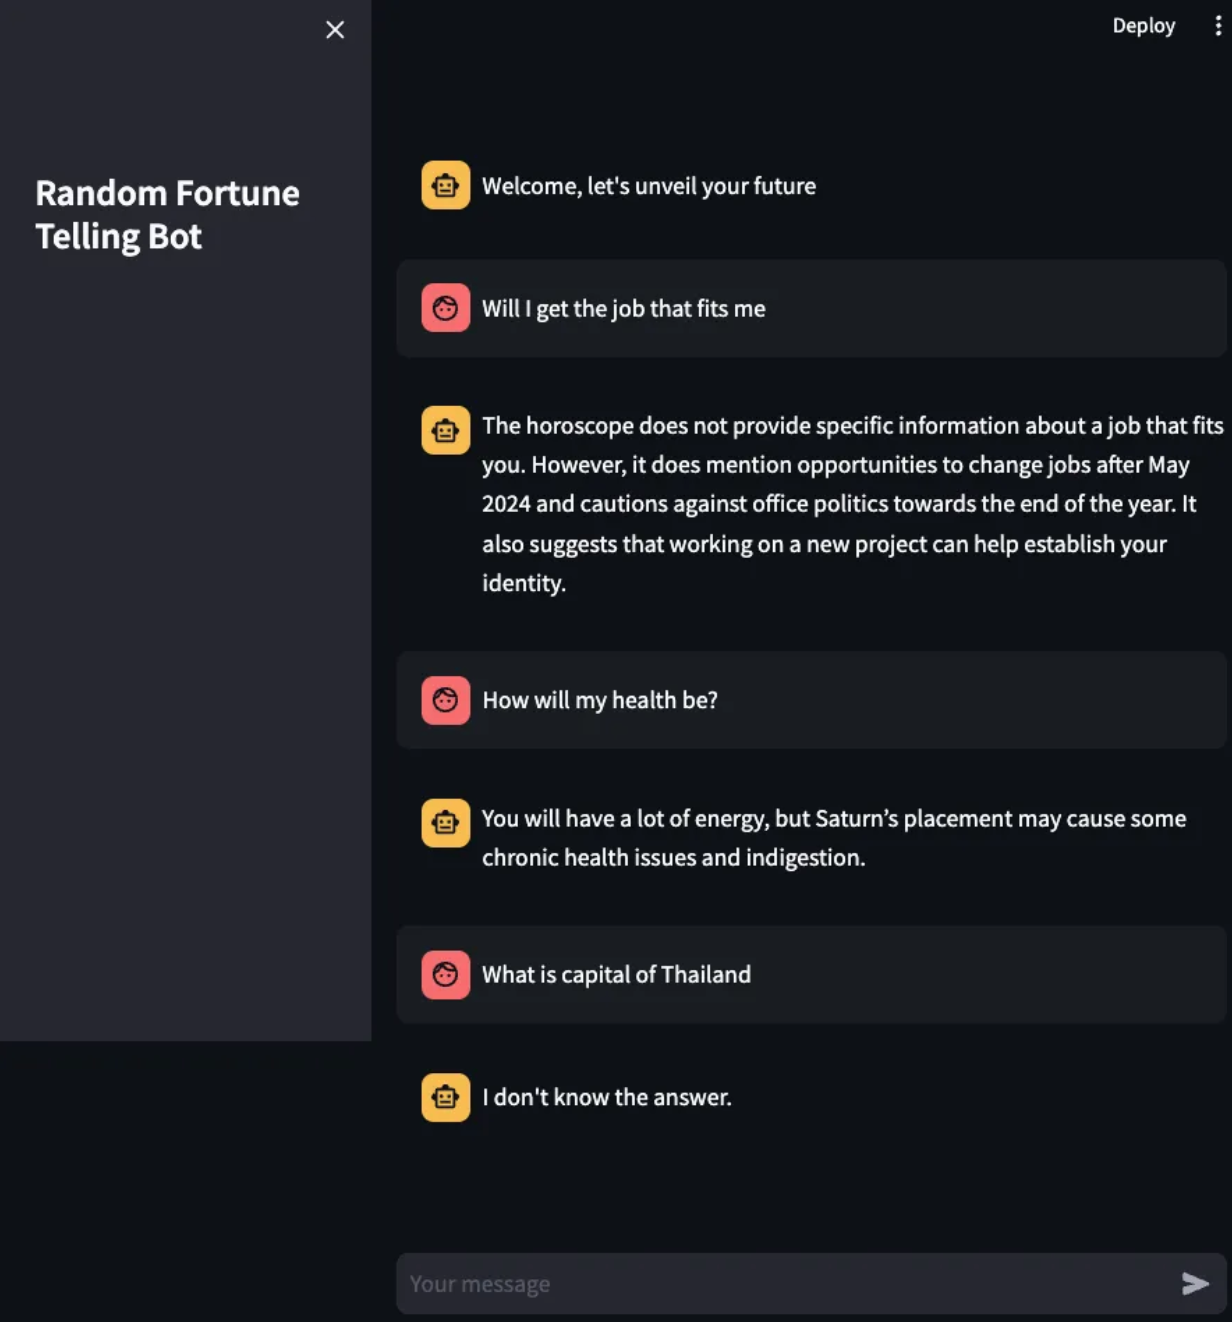 Deploy
Random Fortune
Telling Bot
Welcome, let's unveil your future
Will I get the job that fits me
The horoscope does not provide specific information about a job that fits
you. However, it does mention opportunities to change jobs after May
2024 and cautions against office politics towards the end of the year. It
also suggests that working on a new project can help establish your
identity.
How will my health be?
You will have a lot of energy, but Saturn’s placement may cause some
chronic health issues and indigestion.
What is capital of Thailand
I don't know the answer.
Your message